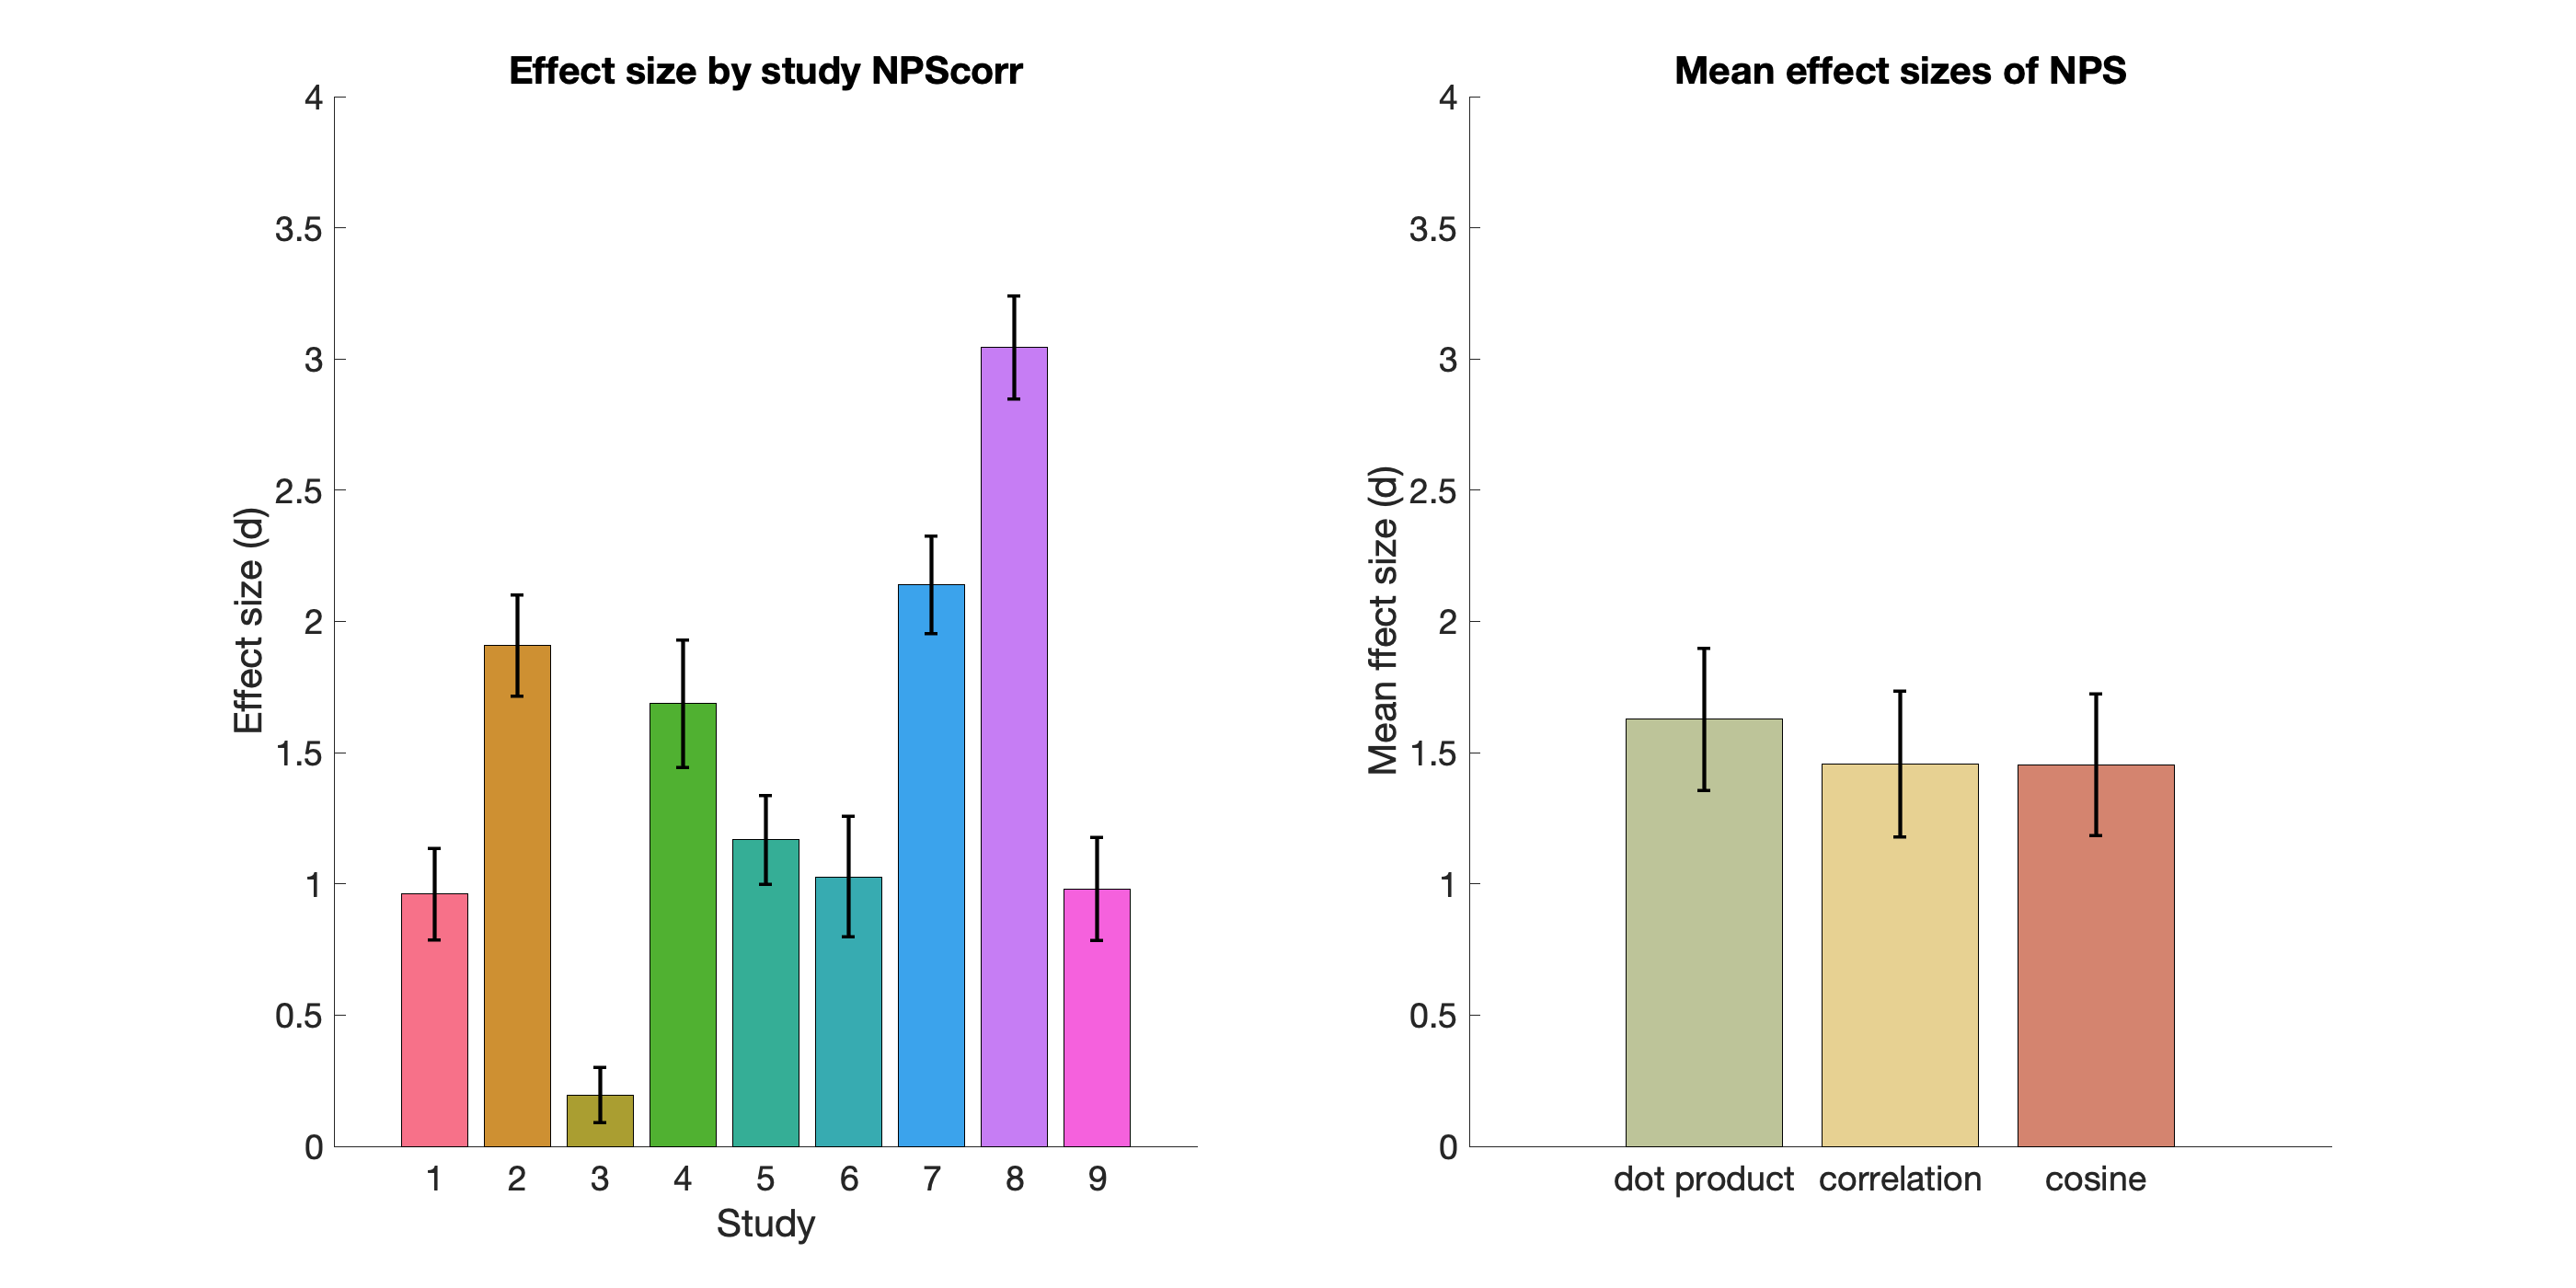 Effect size by study NPScorr
4
3.5
3
2.5
2
1.5
1
0.5
0
Effect size (d)
1 2 3 4 5 6 7 8 9
Study
Mean effect sizes of NPS
4
3.5
3
2.5
2
1.5
1
0.5
0
Mean ffect size (d)
dot product correlation cosine